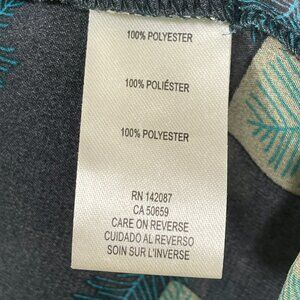 100% POLYESTER
100% POLIÉSTER
100% POLYESTER
RN 142087
CA 50659
CARE ON REVERSE
CUIDADO AL REVERSO
SOIN SUR L'INVERSE